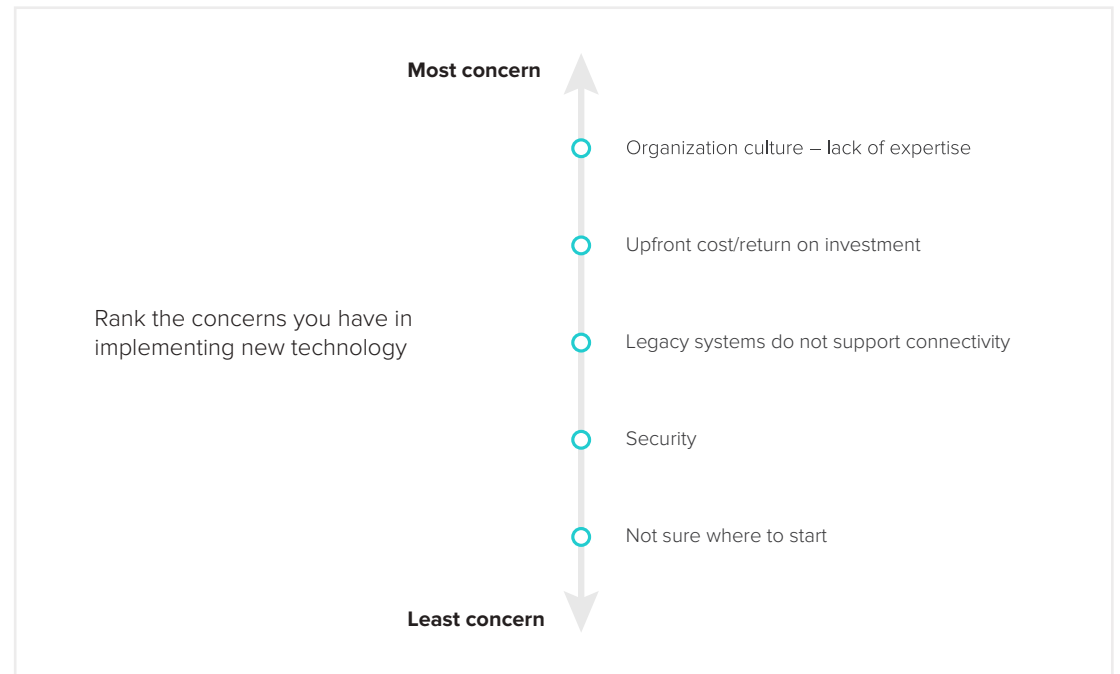 Most concern
Organization culture – lack of expertise
Upfront cost/return on investment
Rank the concerns you have in
implementing new technology
Legacy systems do not support connectivity
Security
Not sure where to start
Least concern